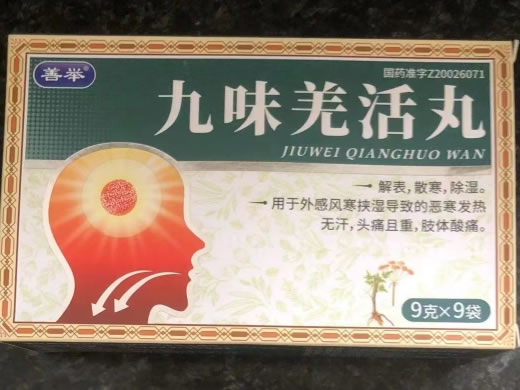 善举
国药准字Z20026071
九味羌活丸
JIUWEI QIANGHUO WAN
解表,散寒,除湿。
用于外感风寒挟湿导致的恶寒发热
无汗,头痛且重,肢体酸痛。
9克×9袋